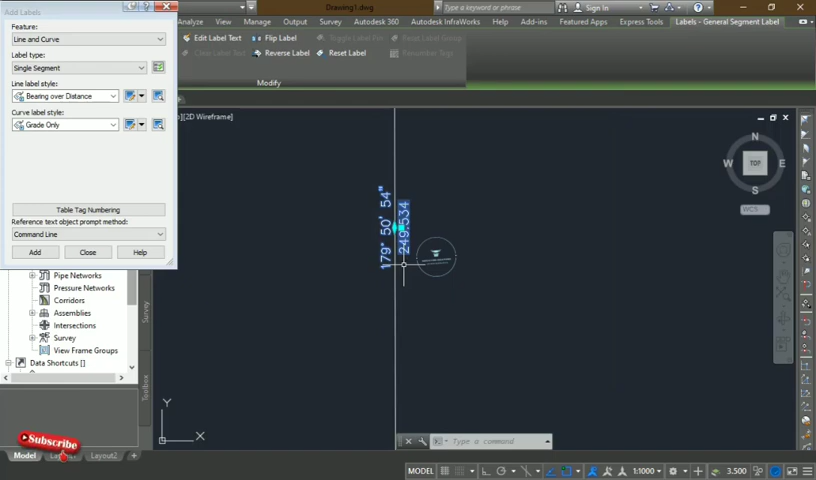 Add Labels
Drawing1.dwg
Type a keyword or phrase
Sign In
Feature:
Line and Curve
Label type:
Single Segment
Line label style:
Bearing over Distance
Curve label style:
Grade Only
Table Tag Numbering
Reference text object prompt method:
Command Line
Add
Close
Help
Analyze
View
Manage
Output
Survey
Autodesk 360
Autodesk InfraWorks
Help
Add-ins
Express Tools
Featured Apps
Labels - General Segment Label
Edit Label Text
Flip Label
Toggle Label Pin
Reset Label Group
Clear Label Text
Reverse Label
Reset Label
Renumber Tags
Modify
][2D Wireframe]
N
W
TOP
E
S
WCS
179° 50' 54"
249.534
Pipe Networks
Pressure Networks
Corridors
Assemblies
Intersections
Survey
View Frame Groups
Data Shortcuts []
Survey
Toolbox
Y
X
Subscribe
Type a command
Model
Layout2
MODEL
1:1000
3.500